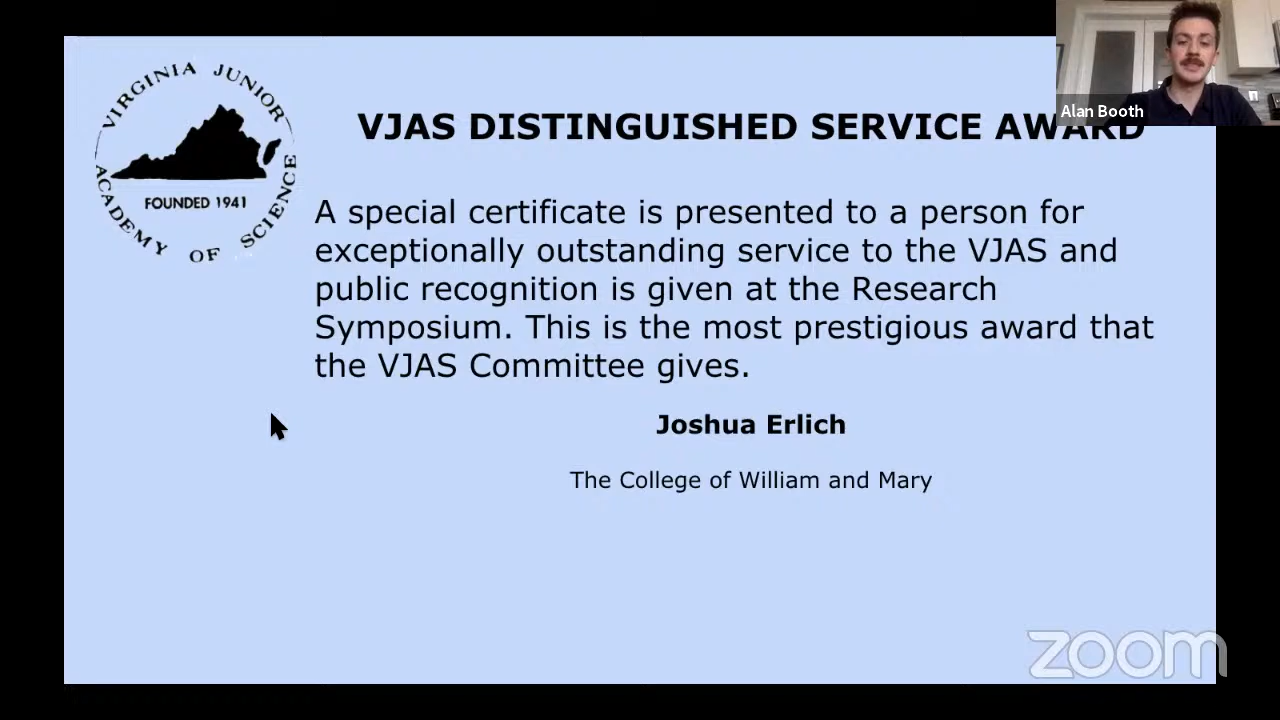 VIRGINIA JUNIOR
ACADEMY OF SCIENCE
FOUNDED 1941
Alan Booth
VJAS DISTINGUISHED SERVICE AWARD
A special certificate is presented to a person for
exceptionally outstanding service to the VJAS and
public recognition is given at the Research
Symposium. This is the most prestigious award that
the VJAS Committee gives.
Joshua Erlich
The College of William and Mary
zoom